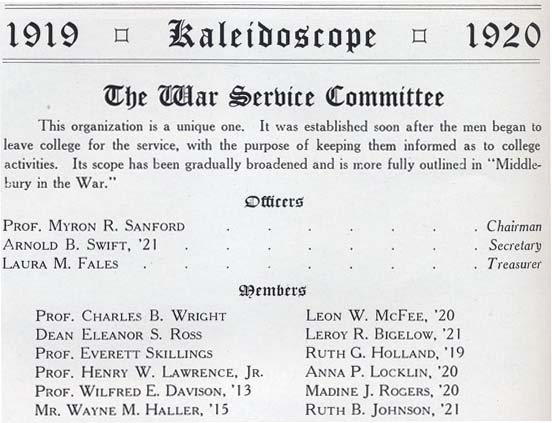 1919 Kaleidoscope 1920
The War Service Committee
This organization is a unique one. It was established soon after the men began to
leave college for the service, with the purpose of keeping them informed as to college
activities. Its scope has been gradually broadened and is more fully outlined in "Middle-
bury in the War."
Officers
PROF. MYRON R. SANFORD . . . . . . . Chairman
ARNOLD B. SWIFT, '21 . . . . . . . Secretary
LAURA M. FALES . . . . . . . . Treasurer
Members
PROF. CHARLES B. WRIGHT LEON W. MCFEE, '20
DEAN ELEANOR S. ROSS LEROY R. BIGELOW, '21
PROF. EVERETT SKILLINGS RUTH G. HOLLAND, '19
PROF. HENRY W. LAWRENCE, JR. ANNA P. LOCKLIN, '20
PROF. WILFRED E. DAVISON, '13 MADINE J. ROGERS, '20
MR. WAYNE M. HALLER, '15 RUTH B. JOHNSON, '21